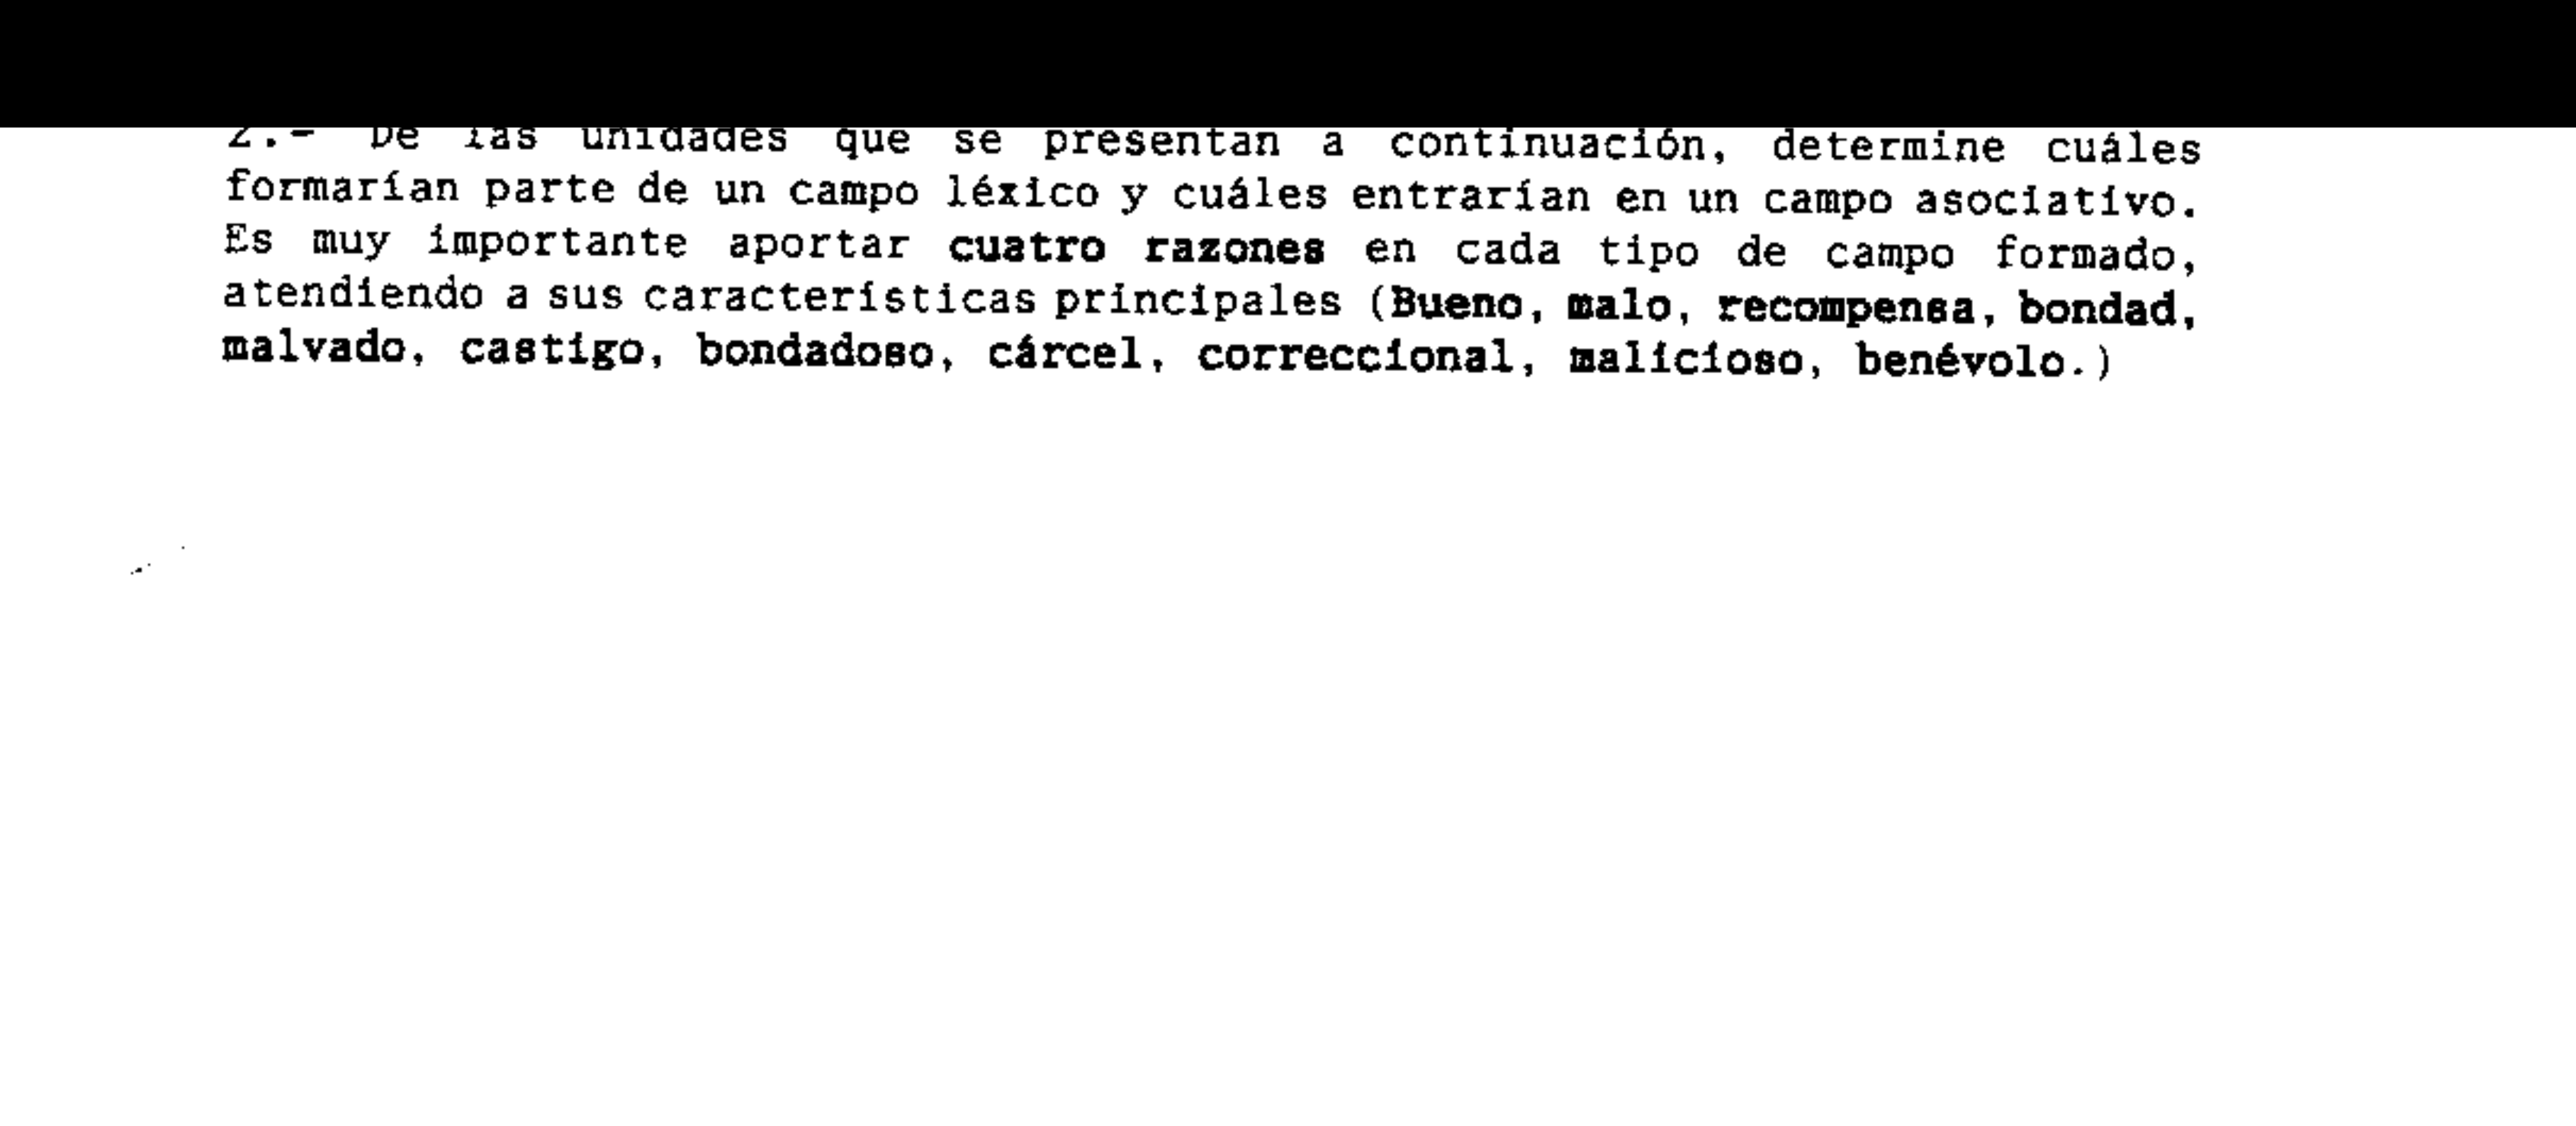 2.- De las unidades que se presentan a continuación, determine cuáles
formarían parte de un campo léxico y cuáles entrarían en un campo asociativo.
Es muy importante aportar cuatro razones en cada tipo de campo formado,
atendiendo a sus características principales (Bueno, malo, recompensa, bondad,
malvado, castigo, bondadoso, cárcel, correccional, malicioso, benévolo.)